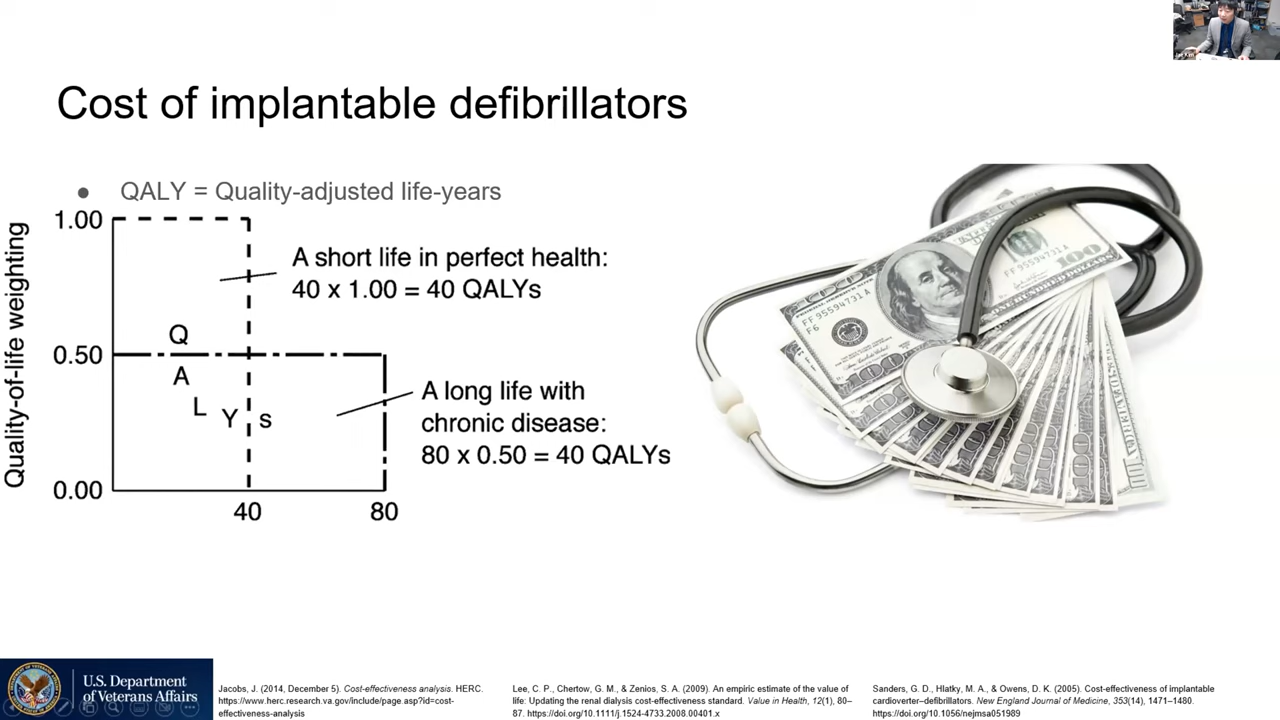 Cost of implantable defibrillators
● QALY = Quality-adjusted life-years
Quality-of-life weighting
1.00
0.50
0.00
40
80
A short life in perfect health:
40 x 1.00 = 40 QALYs
Q
A
L
Y
s
A long life with
chronic disease:
80 x 0.50 = 40 QALYs
FF95594731A
F6
100
FF95594731A
100
U.S. Department
of Veterans Affairs
Jacobs, J. (2014, December 5). Cost-effectiveness analysis. HERC.
https://www.herc.research.va.gov/include/page.asp?id=cost-
effectiveness-analysis
Lee, C. P., Chertow, G. M., & Zenios, S. A. (2009). An empiric estimate of the value of
life: Updating the renal dialysis cost-effectiveness standard. Value in Health, 12(1), 80–
87. https://doi.org/10.1111/j.1524-4733.2008.00401.x
Sanders, G. D., Hlatky, M. A., & Owens, D. K. (2005). Cost-effectiveness of implantable
cardioverter–defibrillators. New England Journal of Medicine, 353(14), 1471–1480.
https://doi.org/10.1056/nejmsa051989